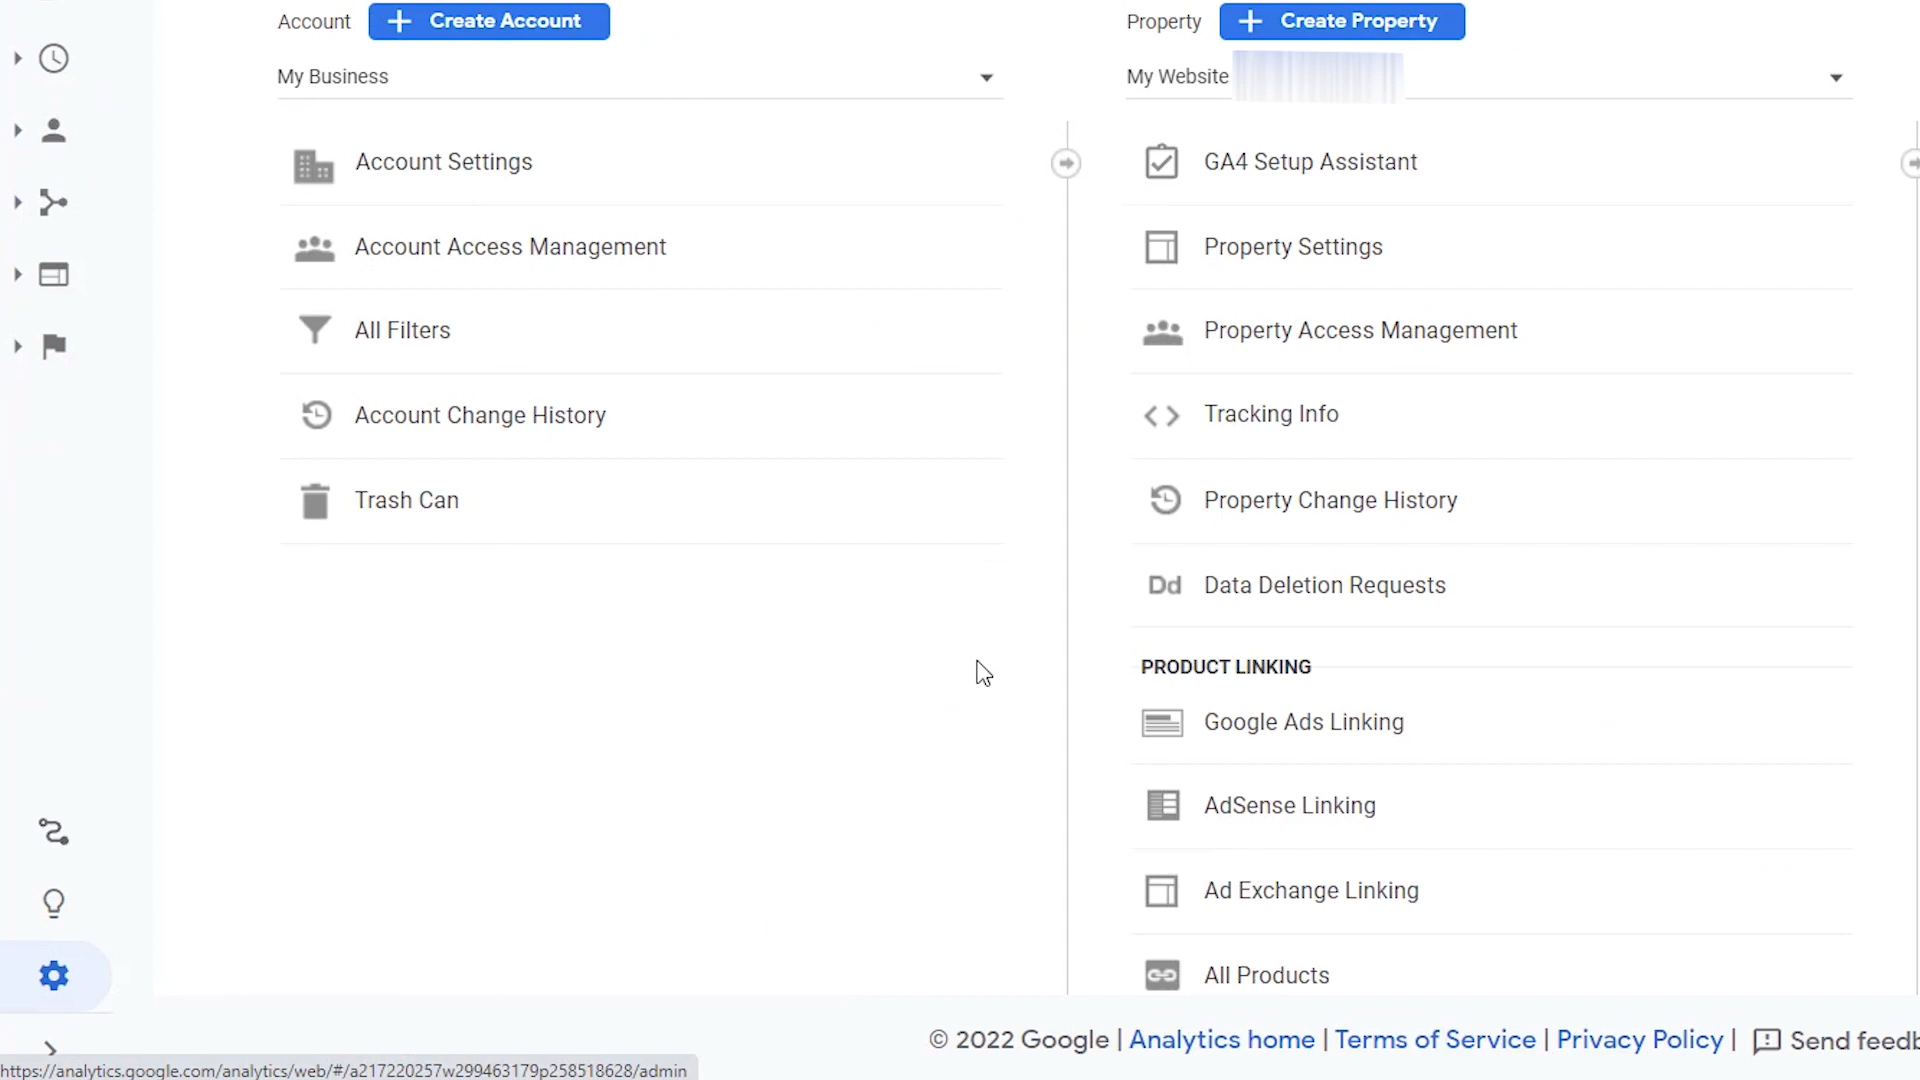 Account
Create Account
My Business
Account Settings
Account Access Management
All Filters
Account Change History
Trash Can
Property
Create Property
My Website
GA4 Setup Assistant
Property Settings
Property Access Management
Tracking Info
Property Change History
Dd Data Deletion Requests
PRODUCT LINKING
Google Ads Linking
AdSense Linking
Ad Exchange Linking
All Products
© 2022 Google | Analytics home | Terms of Service | Privacy Policy | Send feedb
https://analytics.google.com/analytics/web/#/a217220257w299463179p258518628/admin